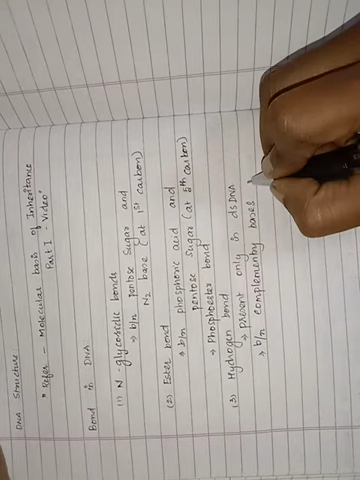 DNA Structure
* Refer - Molecular basis of Inheritance
Part I - Video"
Bond in DNA
(1) N-glycosidic bonds
→ b/n pentose sugar and
N2 base (at 1st carbon)
(2) Ester bond
→ b/n phosphoric acid and
pentose sugar (at 5th carbon)
→ Phosphoester bond
(3) Hydrogen bond
→ present only in dsDNA
→ b/n complementary bases